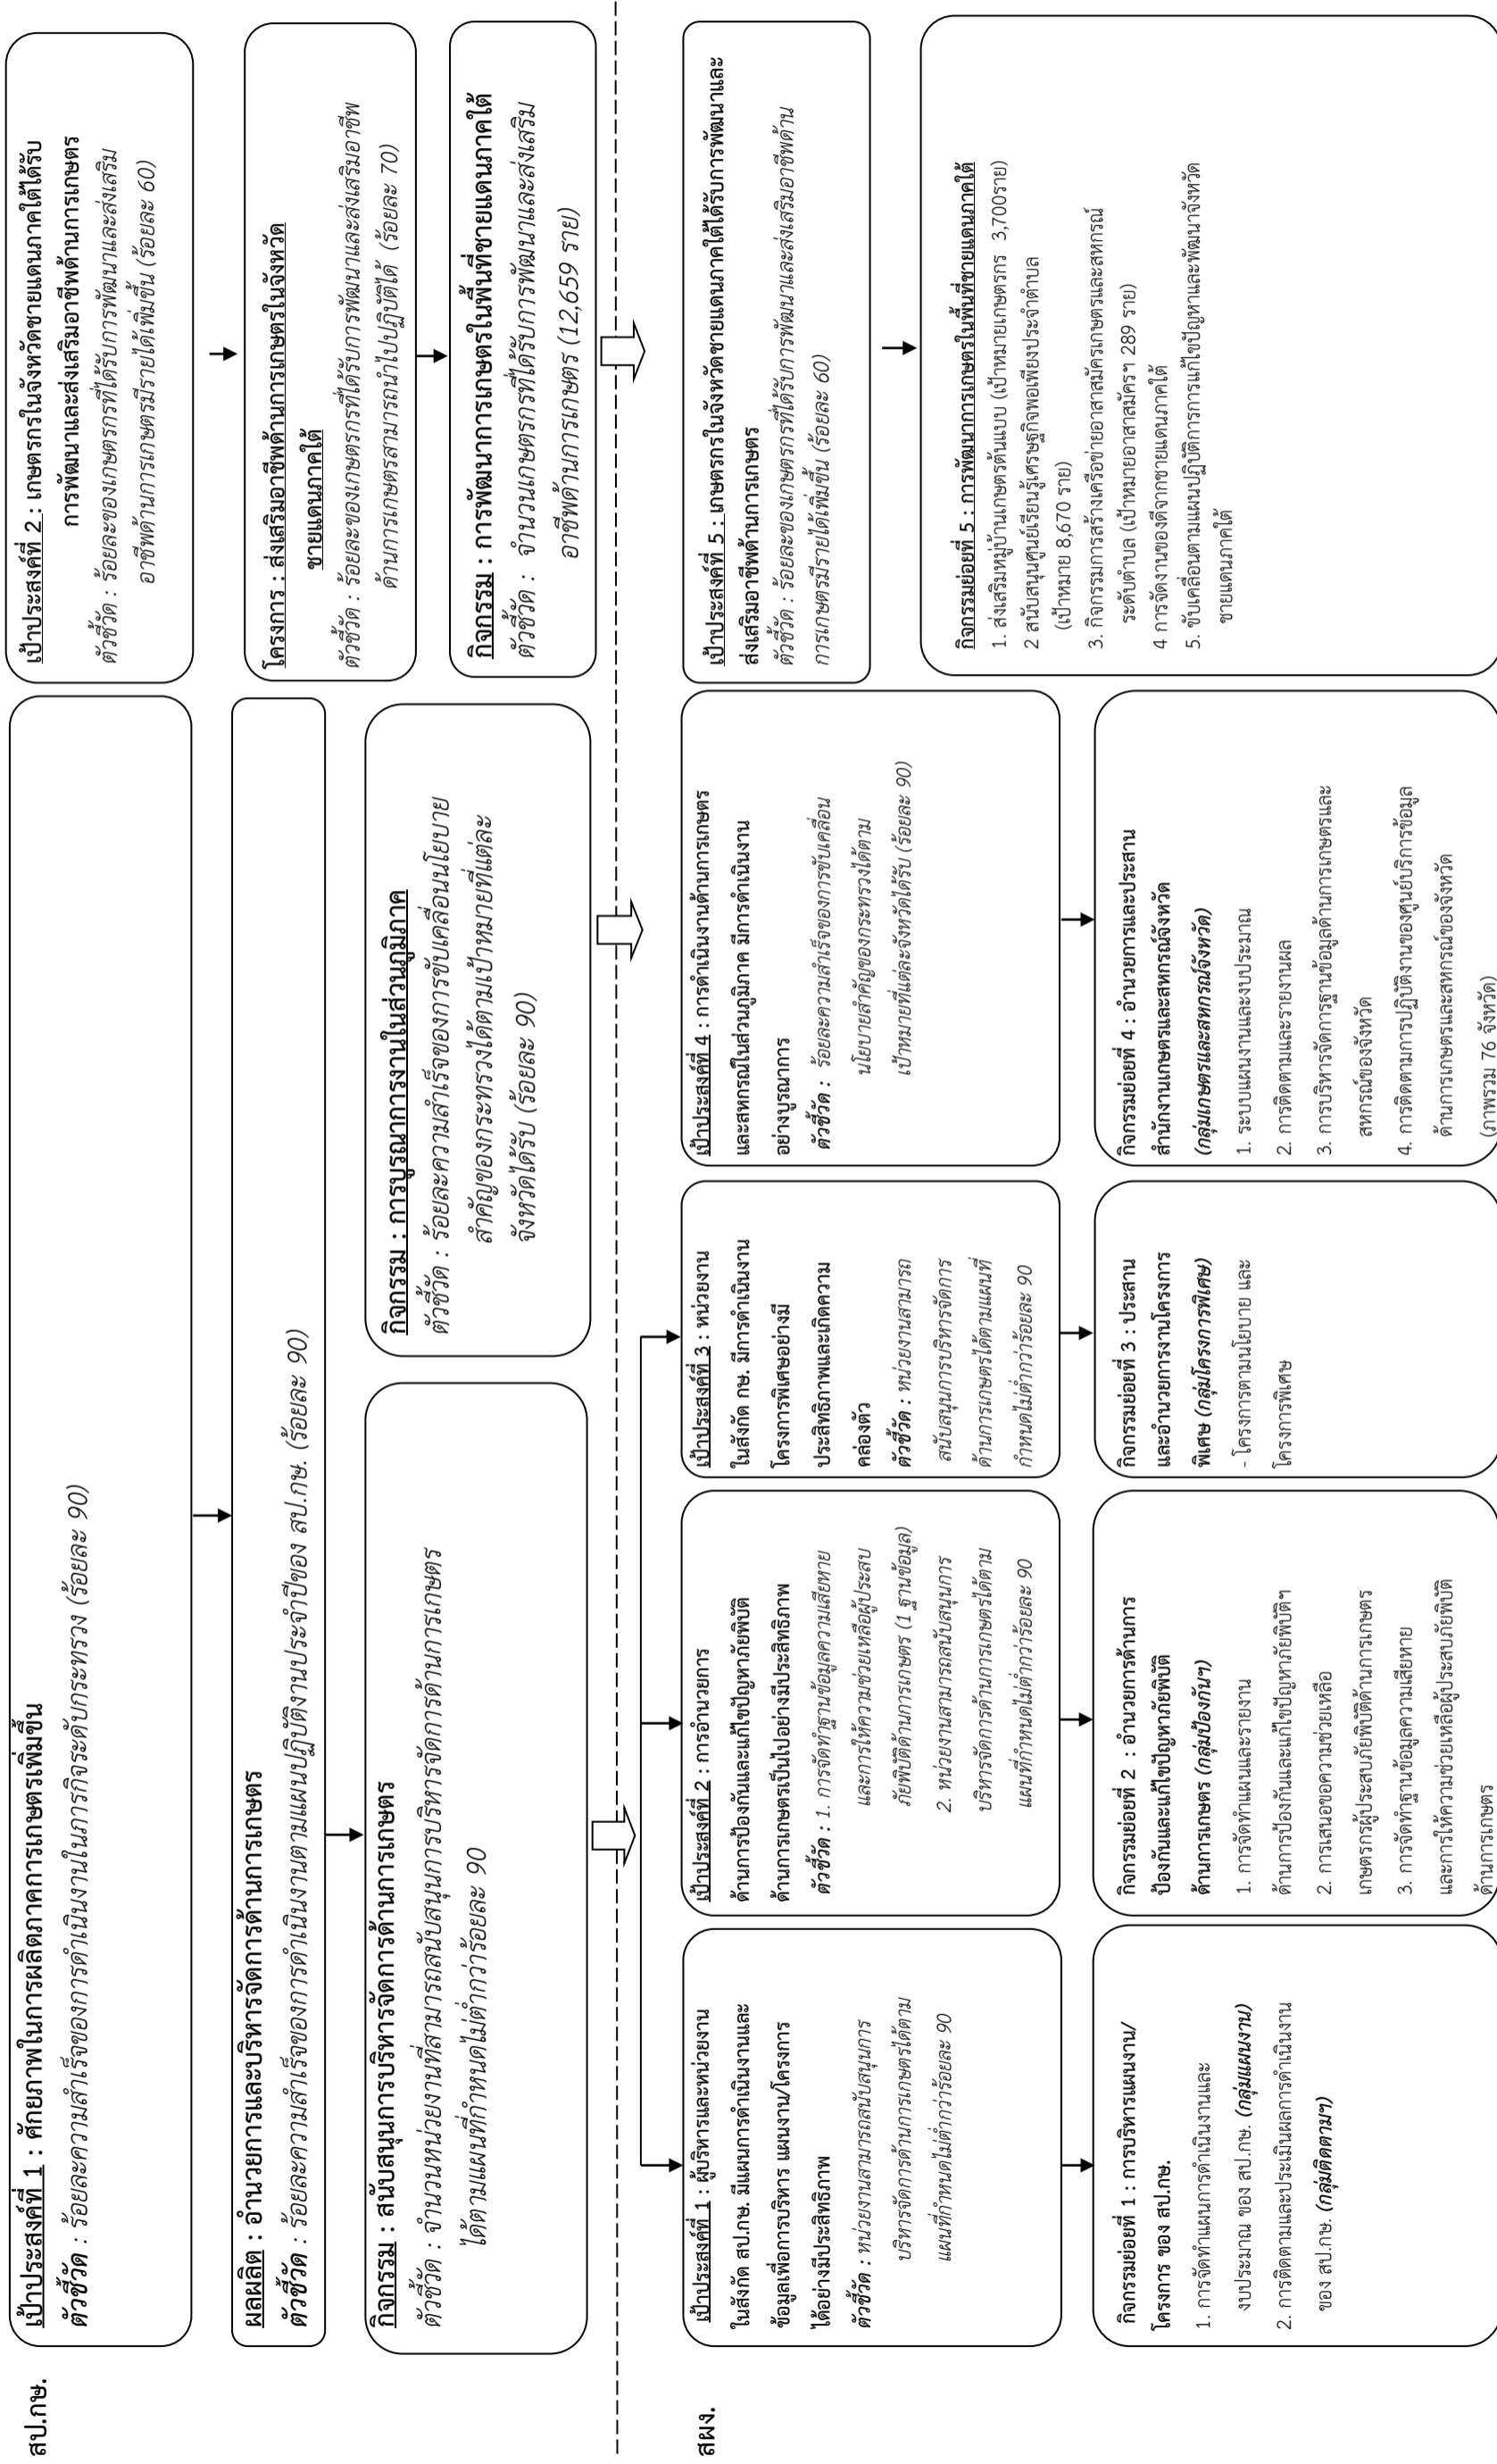 สป.กษ.
เป้าประสงค์ที่ 1 : ศักยภาพในการผลิตภาคการเกษตรเพิ่มขึ้น
ตัวชี้วัด : ร้อยละความสำเร็จของการดำเนินงานในภารกิจระดับกระทรวง (ร้อยละ 90)
เป้าประสงค์ที่ 2 : เกษตรกรในจังหวัดชายแดนภาคใต้ได้รับ
การพัฒนาและส่งเสริมอาชีพด้านการเกษตร
ตัวชี้วัด : ร้อยละของเกษตรกรที่ได้รับการพัฒนาและส่งเสริม
อาชีพด้านการเกษตรมีรายได้เพิ่มขึ้น (ร้อยละ 60)
ผลผลิต : อำนวยการและบริหารจัดการด้านการเกษตร
ตัวชี้วัด : ร้อยละความสำเร็จของการดำเนินงานตามแผนปฏิบัติงานประจำปีของ สป.กษ. (ร้อยละ 90)
โครงการ : ส่งเสริมอาชีพด้านการเกษตรในจังหวัด
ชายแดนภาคใต้
ตัวชี้วัด : ร้อยละของเกษตรกรที่ได้รับการพัฒนาและส่งเสริมอาชีพ
ด้านการเกษตรสามารถนำไปปฏิบัติได้ (ร้อยละ 70)
กิจกรรม : สนับสนุนการบริหารจัดการด้านการเกษตร
ตัวชี้วัด : จำนวนหน่วยงานที่สามารถสนับสนุนการบริหารจัดการด้านการเกษตร
ได้ตามแผนที่กำหนดไม่ต่ำกว่าร้อยละ 90
กิจกรรม : การบูรณาการงานในส่วนภูมิภาค
ตัวชี้วัด : ร้อยละความสำเร็จของการขับเคลื่อนนโยบาย
สำคัญของกระทรวงได้ตามเป้าหมายที่แต่ละ
จังหวัดได้รับ (ร้อยละ 90)
กิจกรรม : การพัฒนาการเกษตรในพื้นที่ชายแดนภาคใต้
ตัวชี้วัด : จำนวนเกษตรกรที่ได้รับการพัฒนาและส่งเสริม
อาชีพด้านการเกษตร (12,659 ราย)
สผง.
เป้าประสงค์ที่ 1 : ผู้บริหารและหน่วยงาน
ในสังกัด สป.กษ. มีแผนการดำเนินงานและ
ข้อมูลเพื่อการบริหาร แผนงาน/โครงการ
ได้อย่างมีประสิทธิภาพ
ตัวชี้วัด : หน่วยงานสามารถสนับสนุนการ
บริหารจัดการด้านการเกษตรได้ตาม
แผนที่กำหนดไม่ต่ำกว่าร้อยละ 90
เป้าประสงค์ที่ 2 : การอำนวยการ
ด้านการป้องกันและแก้ไขปัญหาภัยพิบัติ
ด้านการเกษตรเป็นไปอย่างมีประสิทธิภาพ
ตัวชี้วัด : 1. การจัดทำฐานข้อมูลความเสียหาย
และการให้ความช่วยเหลือผู้ประสบ
ภัยพิบัติด้านการเกษตร (1 ฐานข้อมูล)
2. หน่วยงานสามารถสนับสนุนการ
บริหารจัดการด้านการเกษตรได้ตาม
แผนที่กำหนดไม่ต่ำกว่าร้อยละ 90
เป้าประสงค์ที่ 3 : หน่วยงาน
ในสังกัด กษ. มีการดำเนินงาน
โครงการพิเศษอย่างมี
ประสิทธิภาพและเกิดความ
คล่องตัว
ตัวชี้วัด : หน่วยงานสามารถ
สนับสนุนการบริหารจัดการ
ด้านการเกษตรได้ตามแผนที่
กำหนดไม่ต่ำกว่าร้อยละ 90
เป้าประสงค์ที่ 4 : การดำเนินงานด้านการเกษตร
และสหกรณ์ในส่วนภูมิภาค มีการดำเนินงาน
อย่างบูรณาการ
ตัวชี้วัด : ร้อยละความสำเร็จของการขับเคลื่อน
นโยบายสำคัญของกระทรวงได้ตาม
เป้าหมายที่แต่ละจังหวัดได้รับ (ร้อยละ 90)
เป้าประสงค์ที่ 5 : เกษตรกรในจังหวัดชายแดนภาคใต้ได้รับการพัฒนาและ
ส่งเสริมอาชีพด้านการเกษตร
ตัวชี้วัด : ร้อยละของเกษตรกรที่ได้รับการพัฒนาและส่งเสริมอาชีพด้าน
การเกษตรมีรายได้เพิ่มขึ้น (ร้อยละ 60)
กิจกรรมย่อยที่ 1 : การบริหารแผนงาน/
โครงการ ของ สป.กษ.
1. การจัดทำแผนการดำเนินงานและ
งบประมาณ ของ สป.กษ. (กลุ่มแผนงาน)
2. การติดตามและประเมินผลการดำเนินงาน
ของ สป.กษ. (กลุ่มติดตามฯ)
กิจกรรมย่อยที่ 2 : อำนวยการด้านการ
ป้องกันและแก้ไขปัญหาภัยพิบัติ
ด้านการเกษตร (กลุ่มป้องกันฯ)
1. การจัดทำแผนและรายงาน
ด้านการป้องกันและแก้ไขปัญหาภัยพิบัติฯ
2. การเสนอขอความช่วยเหลือ
เกษตรกรผู้ประสบภัยพิบัติด้านการเกษตร
3. การจัดทำฐานข้อมูลความเสียหาย
และการให้ความช่วยเหลือผู้ประสบภัยพิบัติ
ด้านการเกษตร
กิจกรรมย่อยที่ 3 : ประสาน
และอำนวยการงานโครงการ
พิเศษ (กลุ่มโครงการพิเศษ)
- โครงการตามนโยบาย และ
โครงการพิเศษ
กิจกรรมย่อยที่ 4 : อำนวยการและประสาน
สำนักงานเกษตรและสหกรณ์จังหวัด
(กลุ่มเกษตรและสหกรณ์จังหวัด)
1. ระบบแผนงานและงบประมาณ
2. การติดตามและรายงานผล
3. การบริหารจัดการฐานข้อมูลด้านการเกษตรและ
สหกรณ์ของจังหวัด
4. การติดตามการปฏิบัติงานของศูนย์บริการข้อมูล
ด้านการเกษตรและสหกรณ์ของจังหวัด
(ภาพรวม 76 จังหวัด)
กิจกรรมย่อยที่ 5 : การพัฒนาการเกษตรในพื้นที่ชายแดนภาคใต้
1. ส่งเสริมหมู่บ้านเกษตรต้นแบบ (เป้าหมายเกษตรกร 3,700ราย)
2 สนับสนุนศูนย์เรียนรู้เศรษฐกิจพอเพียงประจำตำบล
(เป้าหมาย 8,670 ราย)
3. กิจกรรมการสร้างเครือข่ายอาสาสมัครเกษตรและสหกรณ์
ระดับตำบล (เป้าหมายอาสาสมัครฯ 289 ราย)
4 การจัดงานของดีจากชายแดนภาคใต้
5. ขับเคลื่อนตามแผนปฏิบัติการการแก้ไขปัญหาและพัฒนาจังหวัด
ชายแดนภาคใต้